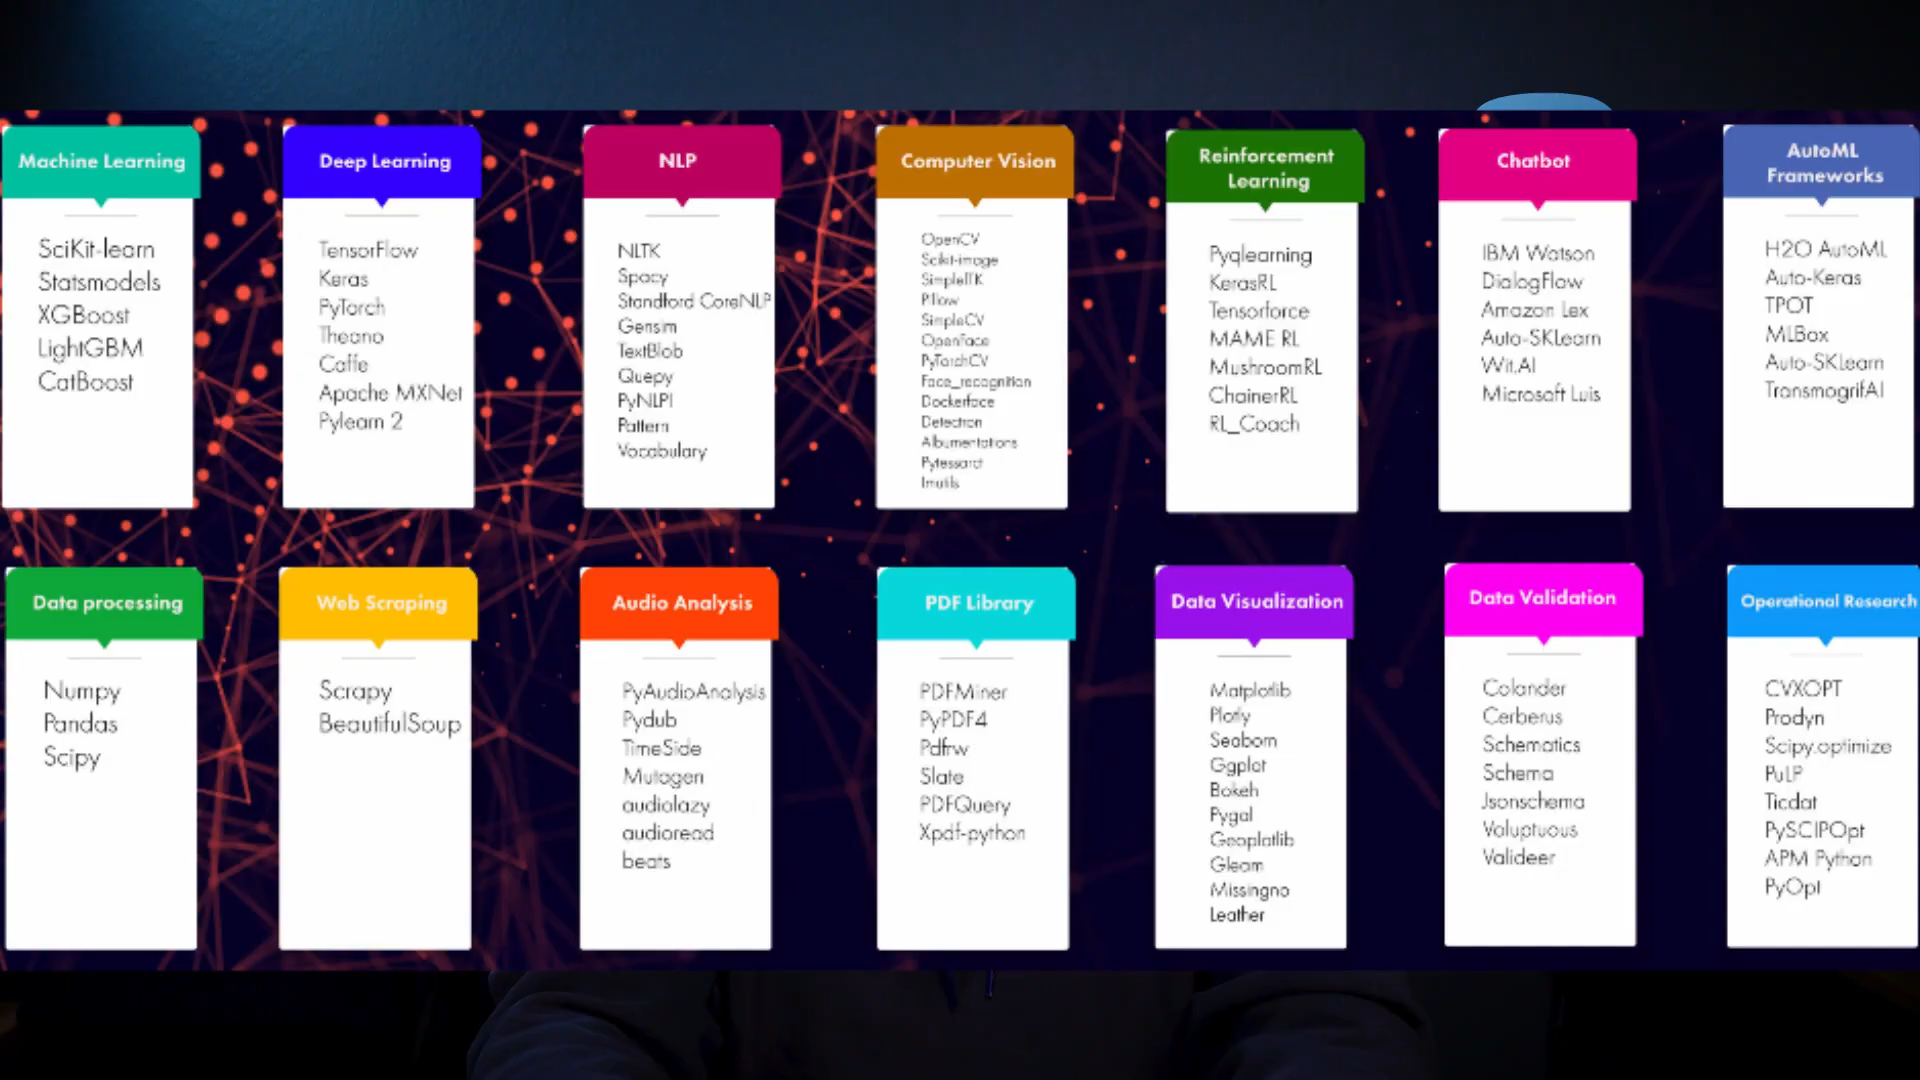 Machine Learning
SciKit-learn
Statsmodels
XGBoost
LightGBM
CatBoost
Deep Learning
TensorFlow
Keras
PyTorch
Theano
Caffe
Apache MXNet
Pylearn 2
NLP
NLTK
Spacy
Standford CoreNLP
Gensim
TextBlob
Quepy
PyNLPI
Pattern
Vocabulary
Computer Vision
OpenCV
Scikit-image
SimpleITK
Pillow
SimpleCV
OpenFace
PyTorchCV
Face_recognition
Dockerface
Detectron
Albumentations
Pytessarct
Imutils
Reinforcement
Learning
Pyqlearning
KerasRL
Tensorforce
MAME RL
MushroomRL
ChainerRL
RL_Coach
Chatbot
IBM Watson
DialogFlow
Amazon Lex
Auto-SKLearn
Wit.AI
Microsoft Luis
AutoML
Frameworks
H2O AutoML
Auto-Keras
TPOT
MLBox
Auto-SKLearn
TransmogrifAI
Data processing
Numpy
Pandas
Scipy
Web Scraping
Scrapy
BeautifulSoup
Audio Analysis
PyAudioAnalysis
Pydub
TimeSide
Mutagen
audiolazy
audioread
beats
PDF Library
PDFMiner
PyPDF4
Pdfrw
Slate
PDFQuery
Xpdf-python
Data Visualization
Matplotlib
Plotly
Seaborn
Ggplot
Bokeh
Pygal
Geoplotlib
Gleam
Missingno
Leather
Data Validation
Colander
Cerberus
Schematics
Schema
Jsonschema
Voluptuous
Valideer
Operational Research
CVXOPT
Prodyn
Scipy.optimize
PuLP
Ticdat
PySCIPOpt
APM Python
PyOpt